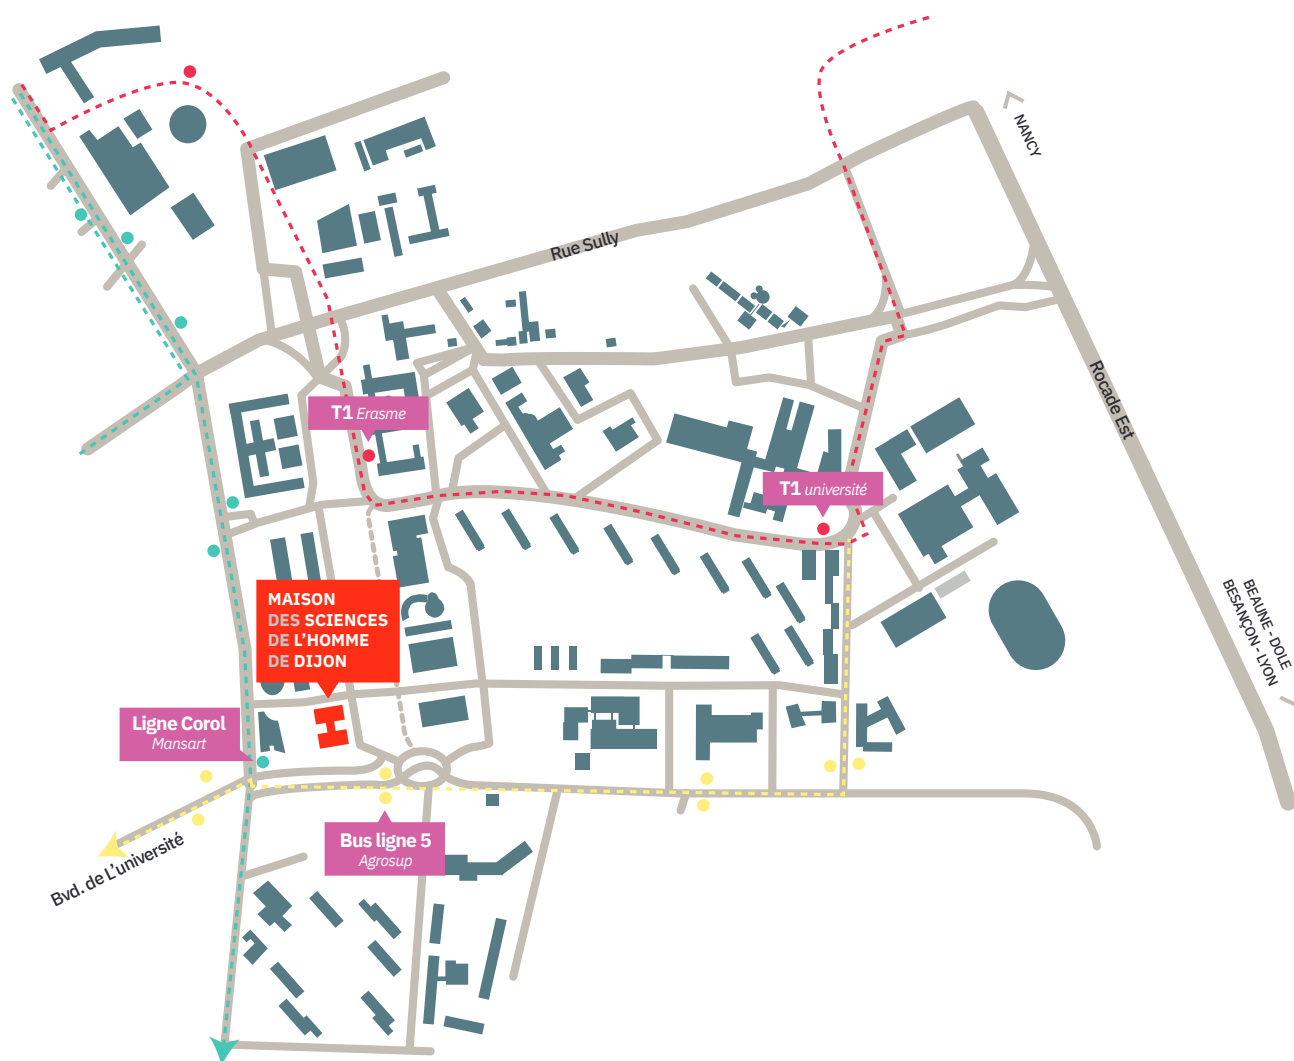 NANCY
Rue Sully
Rocade Est
T1 Erasme
T1 université
BEAUNE - DOLE
BESANÇON - LYON
MAISON
DES SCIENCES
DE L'HOMME
DE DIJON
Ligne Corol
Mansart
Bus ligne 5
Agrosup
Bvd. de L'université